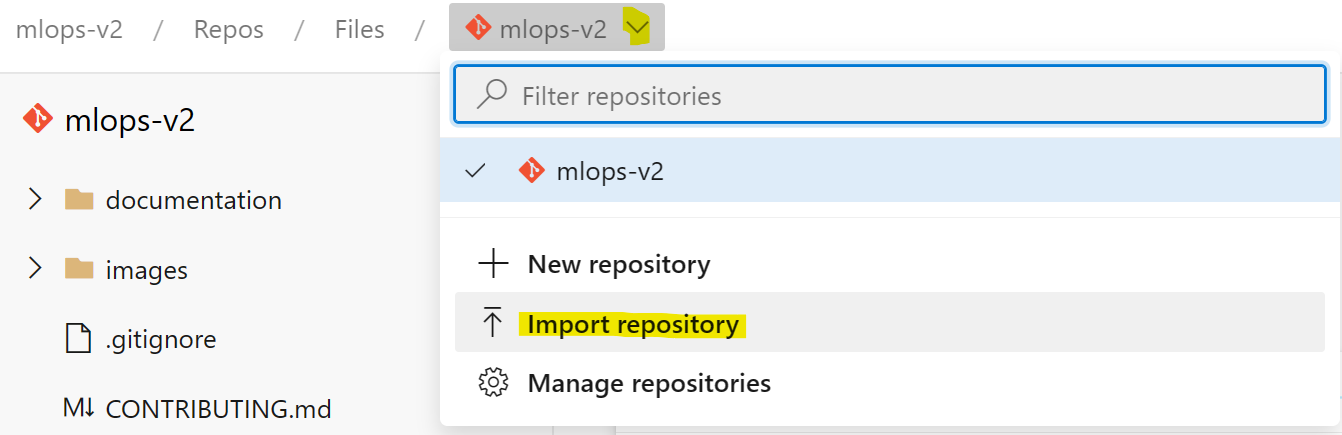 mlops-v2 / Repos / Files / mlops-v2
Filter repositories
mlops-v2
mlops-v2
documentation
New repository
images
Import repository
.gitignore
Manage repositories
M↓ CONTRIBUTING.md